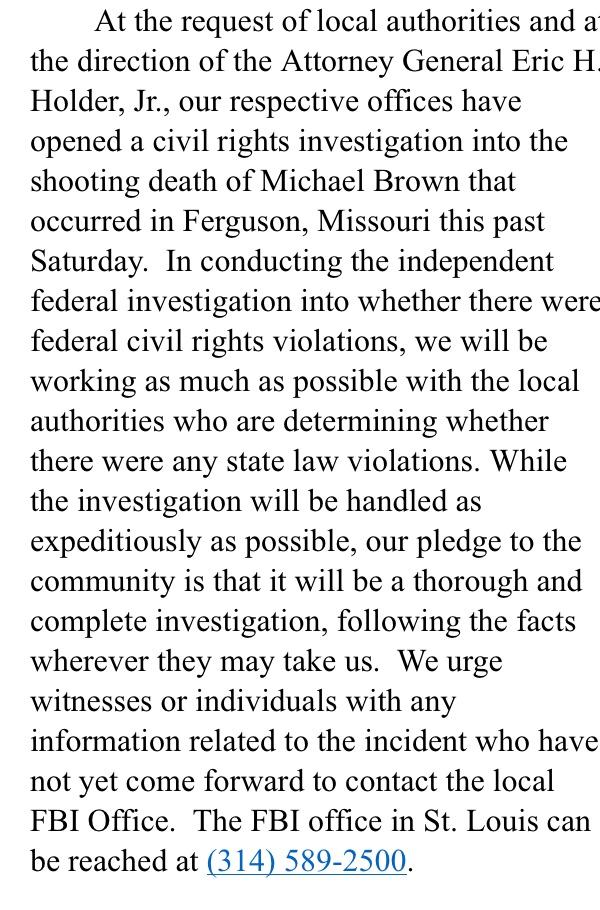 At the request of local authorities and at
the direction of the Attorney General Eric H.
Holder, Jr., our respective offices have
opened a civil rights investigation into the
shooting death of Michael Brown that
occurred in Ferguson, Missouri this past
Saturday.  In conducting the independent
federal investigation into whether there were
federal civil rights violations, we will be
working as much as possible with the local
authorities who are determining whether
there were any state law violations. While
the investigation will be handled as
expeditiously as possible, our pledge to the
community is that it will be a thorough and
complete investigation, following the facts
wherever they may take us.  We urge
witnesses or individuals with any
information related to the incident who have
not yet come forward to contact the local
FBI Office.  The FBI office in St. Louis can
be reached at (314) 589-2500.